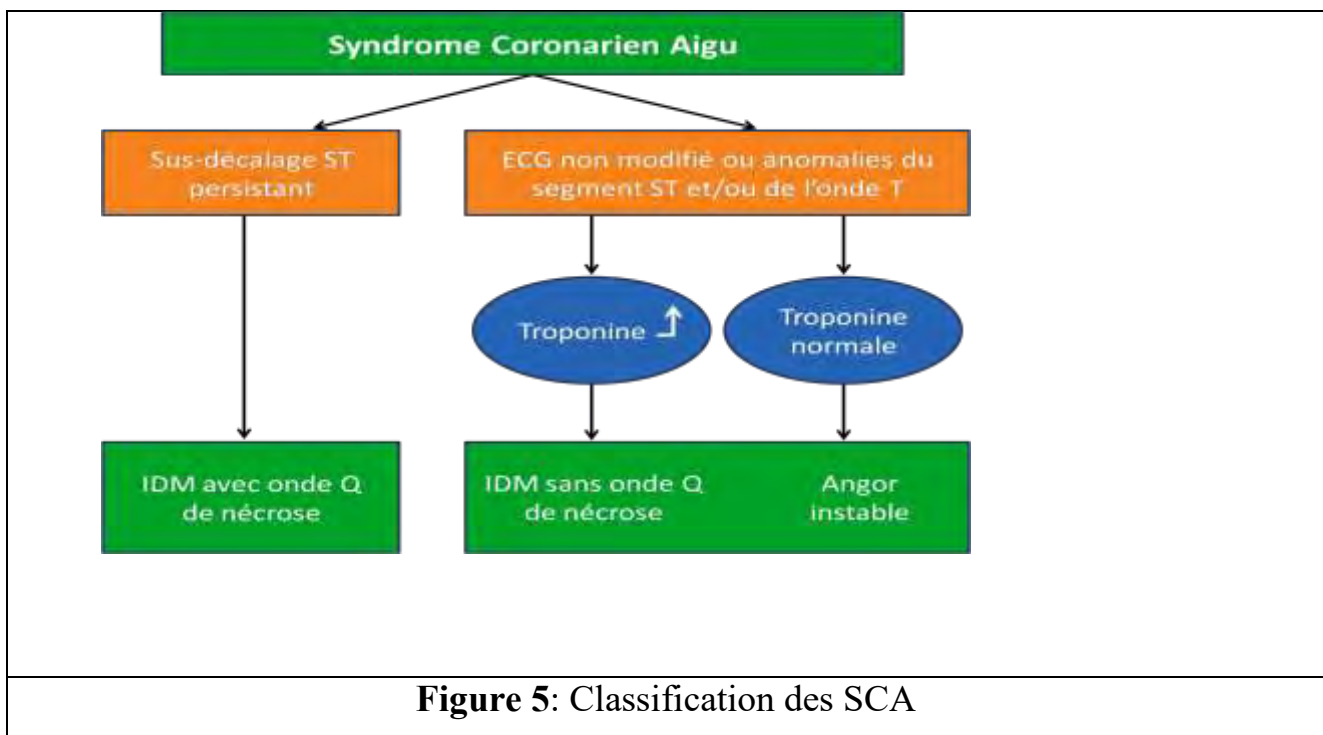 Syndrome Coronarien Aigu
Sus-décalage ST
persistant
ECG non modifié ou anomalies du
segment ST et/ou de l'onde T
Troponine
Troponine
normale
IDM avec onde Q
de nécrose
IDM sans onde Q
de nécrose
Angor
instable
Figure 5: Classification des SCA